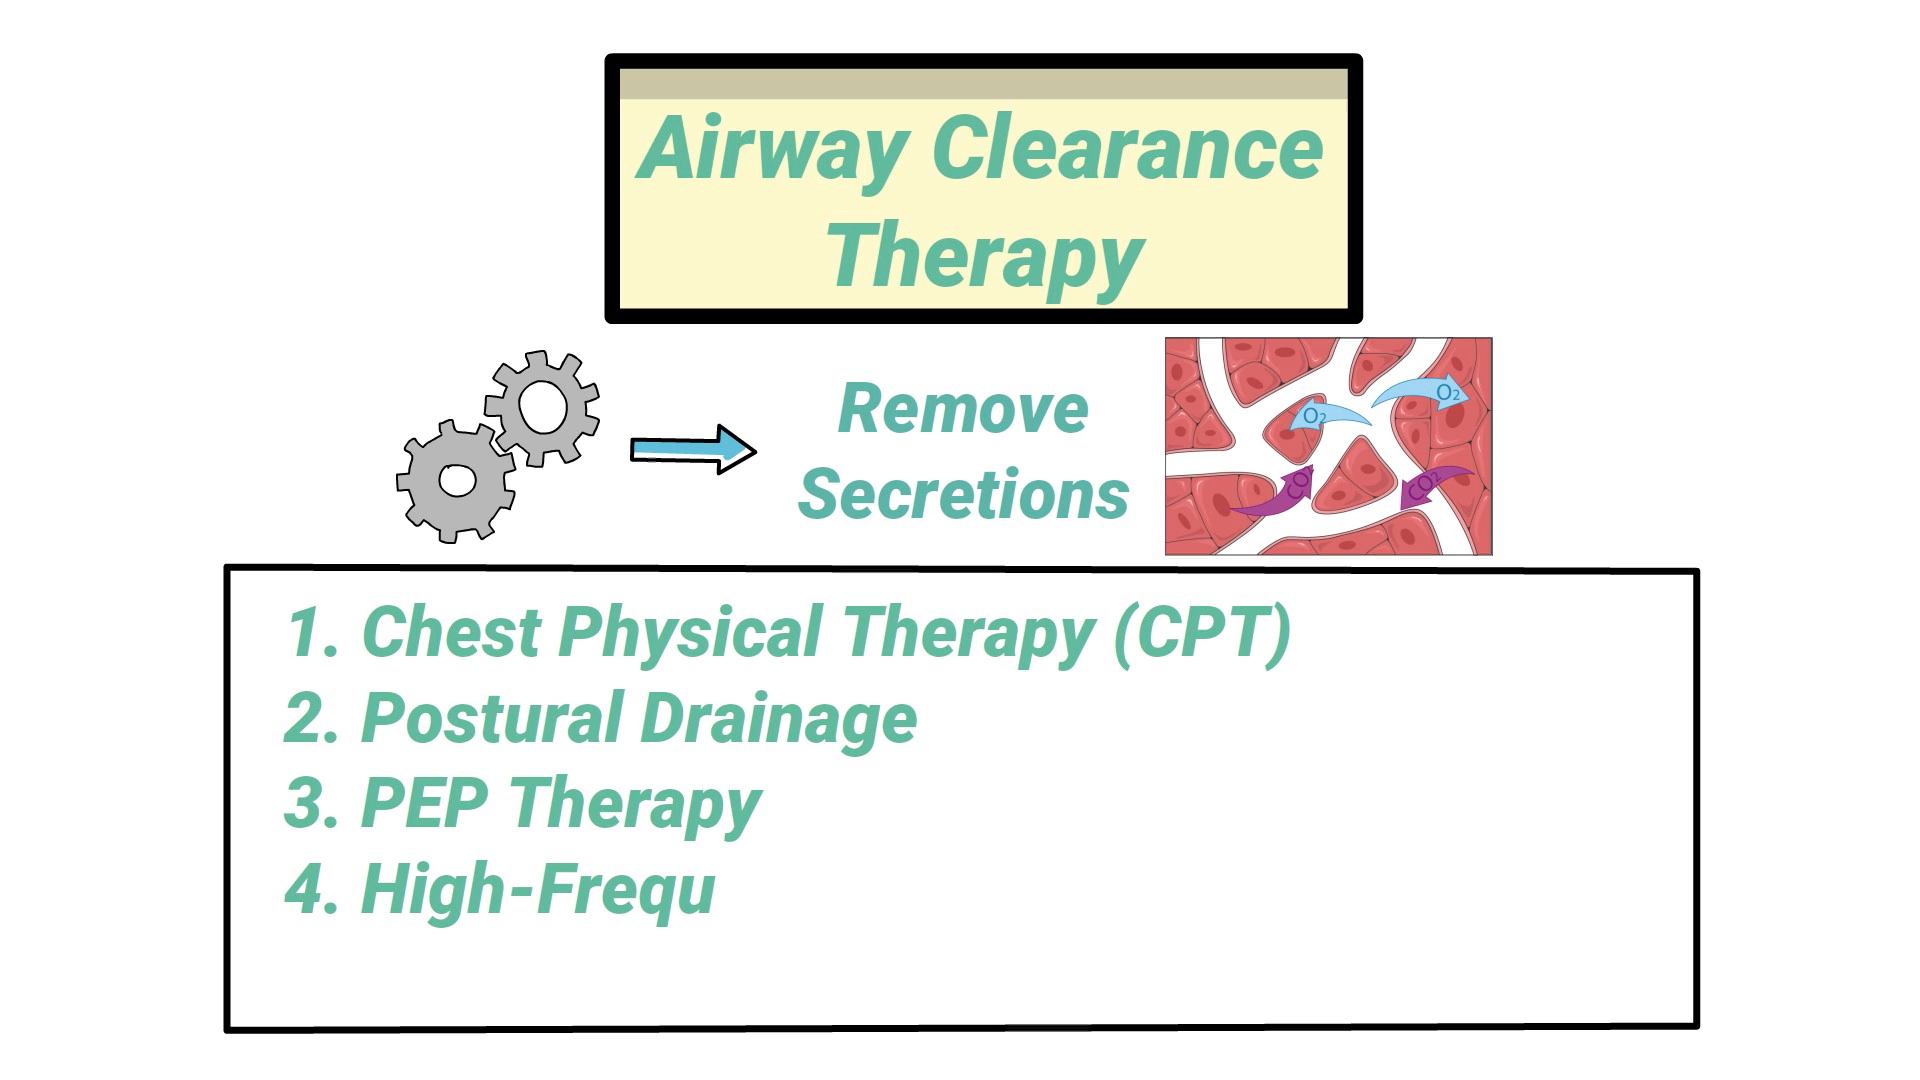 Airway Clearance
Therapy
Remove
Secretions
O₂
O₂
CO₂
1. Chest Physical Therapy (CPT)
2. Postural Drainage
3. PEP Therapy
4. High-Frequ